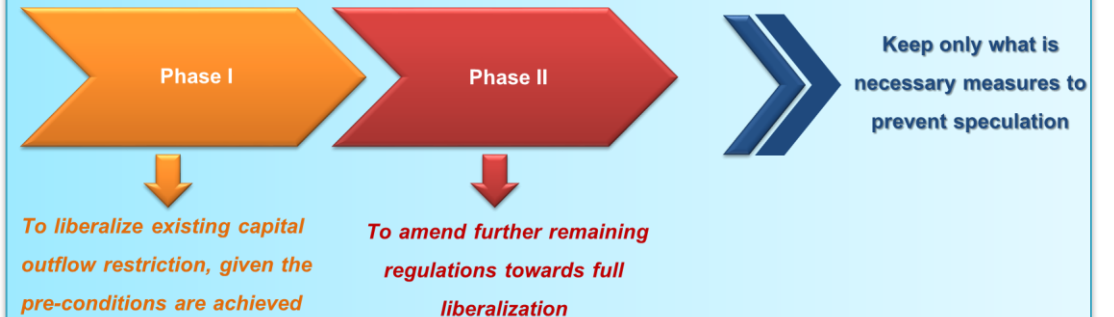 Phase I
Phase II
Keep only what is
necessary measures to
prevent speculation
To liberalize existing capital
outflow restriction, given the
pre-conditions are achieved
To amend further remaining
regulations towards full
liberalization